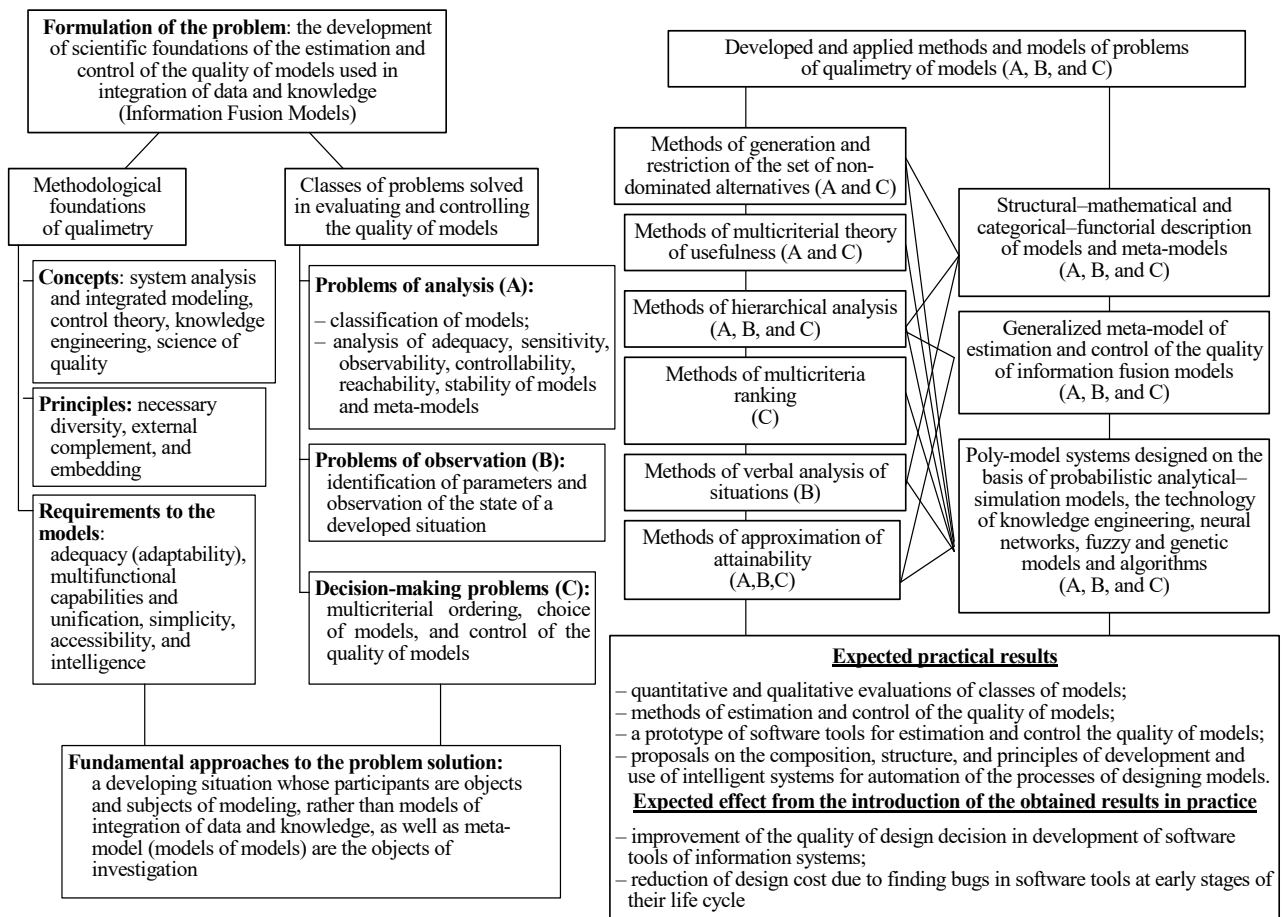 Formulation of the problem: the development
of scientific foundations of the estimation and
control of the quality of models used in
integration of data and knowledge
(Information Fusion Models)
Methodological
foundations
of qualimetry
Classes of problems solved
in evaluating and controlling
the quality of models
Concepts: system analysis
and integrated modeling,
control theory, knowledge
engineering, science of
quality
Principles: necessary
diversity, external
complement, and
embedding
Requirements to the
models:
adequacy (adaptability),
multifunctional
capabilities and
unification, simplicity,
accessibility, and
intelligence
Problems of analysis (A):
– classification of models;
– analysis of adequacy, sensitivity,
observability, controllability,
reachability, stability of models
and meta-models
Problems of observation (B):
identification of parameters and
observation of the state of a
developed situation
Decision-making problems (C):
multicriterial ordering, choice
of models, and control of the
quality of models
Fundamental approaches to the problem solution:
a developing situation whose participants are objects
and subjects of modeling, rather than models of
integration of data and knowledge, as well as meta-
model (models of models) are the objects of
investigation
Developed and applied methods and models of problems
of qualimetry of models (A, B, and C)
Methods of generation and
restriction of the set of non-
dominated alternatives (A and C)
Methods of multicriterial theory
of usefulness (A and C)
Methods of hierarchical analysis
(A, B, and C)
Methods of multicriteria
ranking
(C)
Methods of verbal analysis of
situations (B)
Methods of approximation of
attainability
(A,B,C)
Structural–mathematical and
categorical–functorial description
of models and meta-models
(A, B, and C)
Generalized meta-model of
estimation and control of the quality
of information fusion models
(A, B, and C)
Poly-model systems designed on the
basis of probabilistic analytical–
simulation models, the technology
of knowledge engineering, neural
networks, fuzzy and genetic
models and algorithms
(A, B, and C)
Expected practical results
– quantitative and qualitative evaluations of classes of models;
– methods of estimation and control of the quality of models;
– a prototype of software tools for estimation and control the quality of models;
– proposals on the composition, structure, and principles of development and
use of intelligent systems for automation of the processes of designing models.
Expected effect from the introduction of the obtained results in practice
– improvement of the quality of design decision in development of software
tools of information systems;
– reduction of design cost due to finding bugs in software tools at early stages of
their life cycle